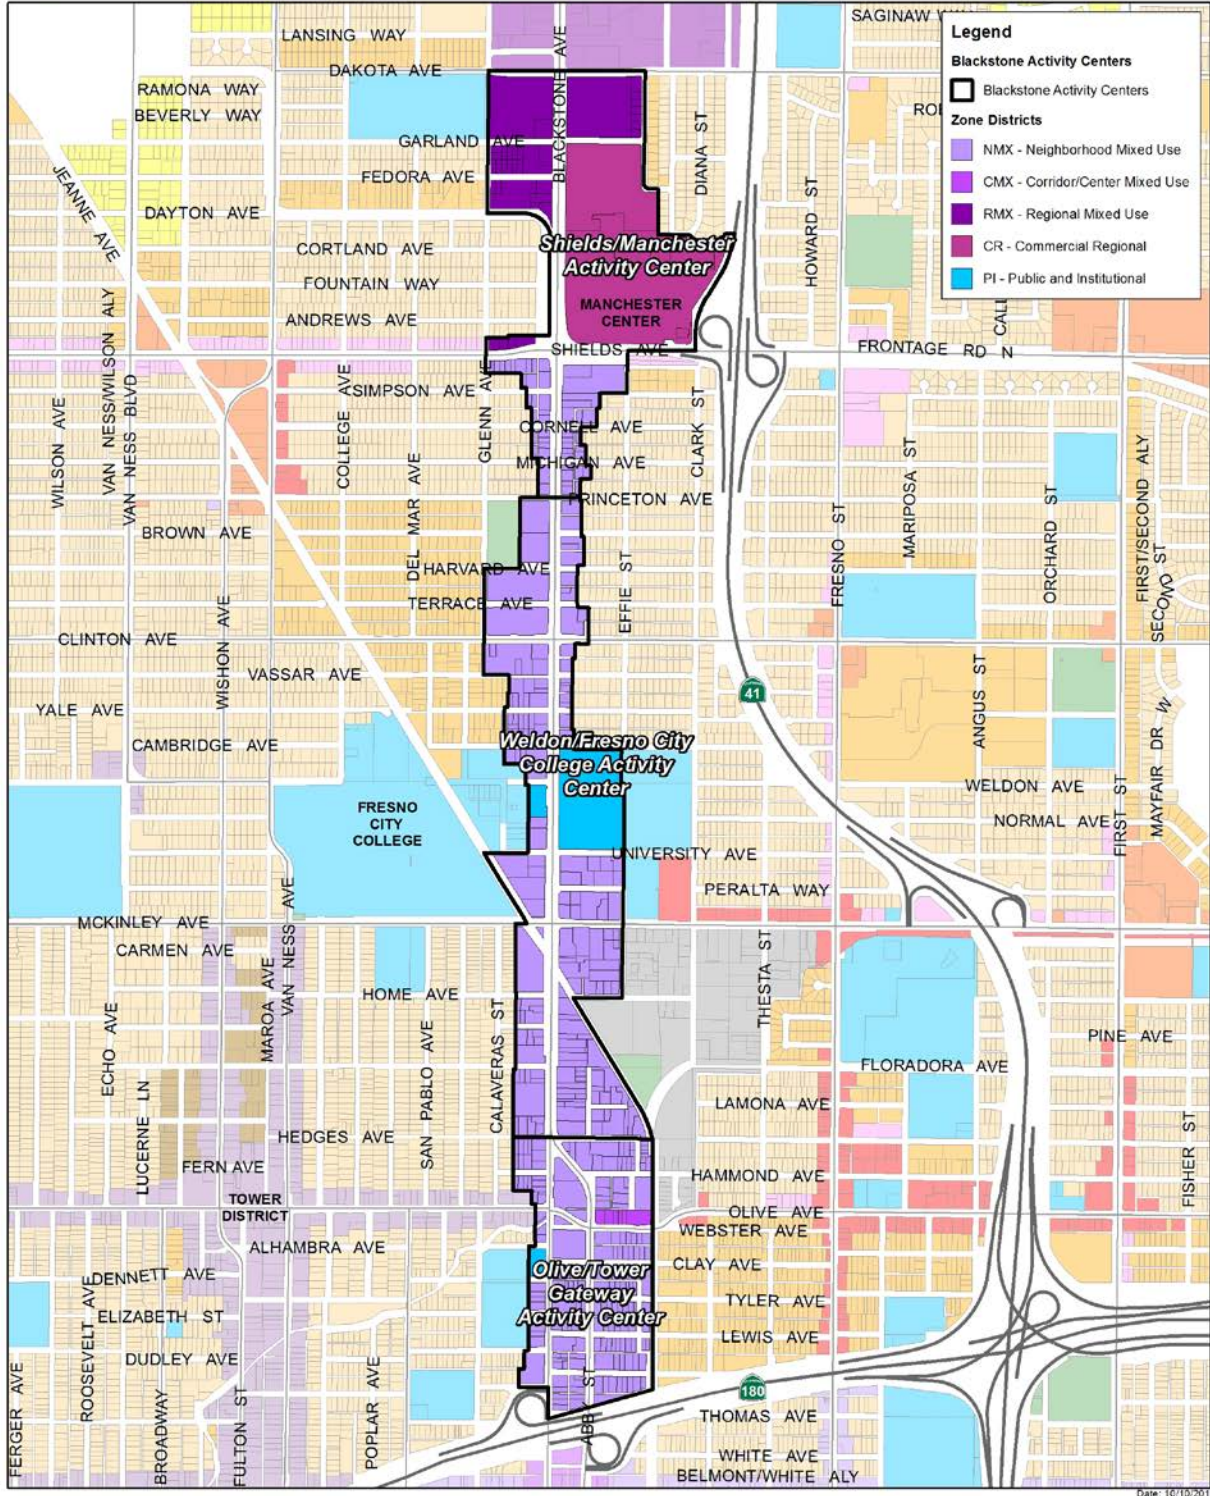 LANSING WAY
SAGINAW
DAKOTA AVE
RAMONA WAY
BEVERLY WAY
GARLAND AVE
FEDORA AVE
DAYTON AVE
CORTLAND AVE
FOUNTAIN WAY
ANDREWS AVE
JEANNE AVE
BLACKSTONE AVE
DIANA ST
HOWARD ST
Legend
Blackstone Activity Centers
Blackstone Activity Centers
Zone Districts
NMX - Neighborhood Mixed Use
CMX - Corridor/Center Mixed Use
RMX - Regional Mixed Use
CR - Commercial Regional
PI - Public and Institutional
Shields/Manchester
Activity Center
MANCHESTER
CENTER
SHIELDS AVE
FRONTAGE RD N
SIMPSON AVE
CORNELL AVE
MICHIGAN AVE
PRINCETON AVE
WILSON AVE
VAN NESS/WILSON ALY
VAN NESS BLVD
COLLEGE AVE
DEL MAR AVE
GLENN AVE
CLARK ST
BROWN AVE
HARVARD AVE
TERRACE AVE
EFFIE ST
FRESNO ST
MARIPOSA ST
ORCHARD ST
FIRST/SECOND ALY
SECOND ST
CLINTON AVE
WISHON AVE
VASSAR AVE
YALE AVE
CAMBRIDGE AVE
41
ANGUS ST
MAYFAIR DR W
Weldon/Fresno City
College Activity
Center
WELDON AVE
NORMAL AVE
FIRST ST
FRESNO
CITY
COLLEGE
UNIVERSITY AVE
PERALTA WAY
MCKINLEY AVE
CARMEN AVE
VAN NESS AVE
MAROA AVE
HOME AVE
ECHO AVE
LUCERNE LN
SAN PABLO AVE
CALAVERAS ST
THESTA ST
PINE AVE
FLORADORA AVE
LAMONA AVE
HEDGES AVE
FERN AVE
HAMMOND AVE
FISHER ST
TOWER
DISTRICT
OLIVE AVE
WEBSTER AVE
ALHAMBRA AVE
CLAY AVE
DENNETT AVE
Olive/Tower
Gateway
Activity Center
ELIZABETH ST
TYLER AVE
LEWIS AVE
DUDLEY AVE
FERGER AVE
ROOSEVELT AVE
BROADWAY
FULTON ST
POPLAR AVE
ABBY ST
180
THOMAS AVE
WHITE AVE
BELMONT/WHITE ALY